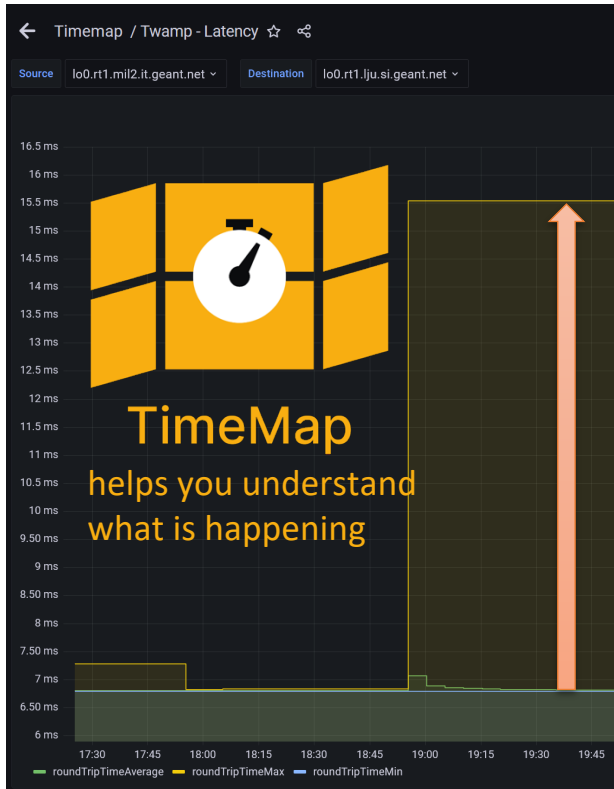 Timemap / Twamp - Latency
Source lo0.rt1.mil2.it.geant.net Destination lo0.rt1.lju.si.geant.net
16.5 ms
16 ms
15.5 ms
15 ms
14.5 ms
14 ms
13.5 ms
13 ms
12.5 ms
12 ms
TimeMap
11.5 ms
11 ms
helps you understand
10.5 ms
10 ms
what is happening
9.50 ms
9 ms
8.50 ms
8 ms
7.50 ms
7 ms
6.50 ms
6 ms
17:30 17:45 18:00 18:15 18:30 18:45 19:00 19:15 19:30 19:45
roundTripTimeAverage roundTripTimeMax roundTripTimeMin